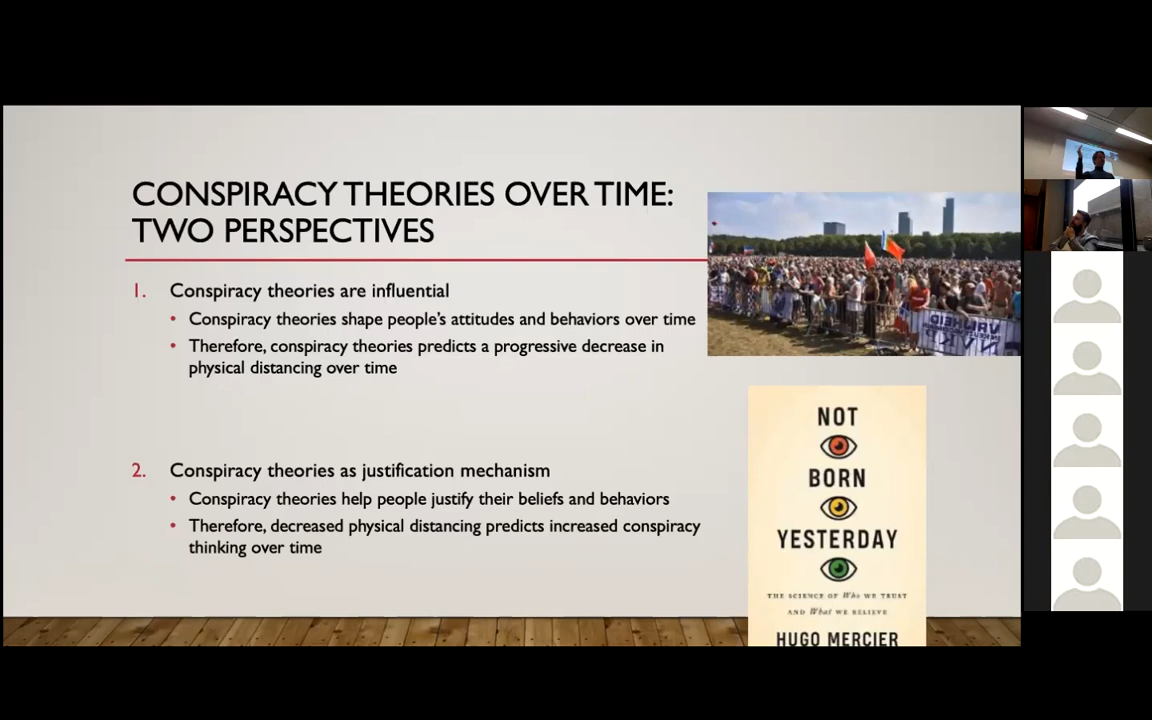 CONSPIRACY THEORIES OVER TIME:
TWO PERSPECTIVES
1. Conspiracy theories are influential
• Conspiracy theories shape people's attitudes and behaviors over time
• Therefore, conspiracy theories predicts a progressive decrease in
physical distancing over time
2. Conspiracy theories as justification mechanism
• Conspiracy theories help people justify their beliefs and behaviors
• Therefore, decreased physical distancing predicts increased conspiracy
thinking over time
VRIJHEID
NOT
BORN
YESTERDAY
THE SCIENCE OF Who WE TRUST
AND What WE BELIEVE
HUGO MERCIER